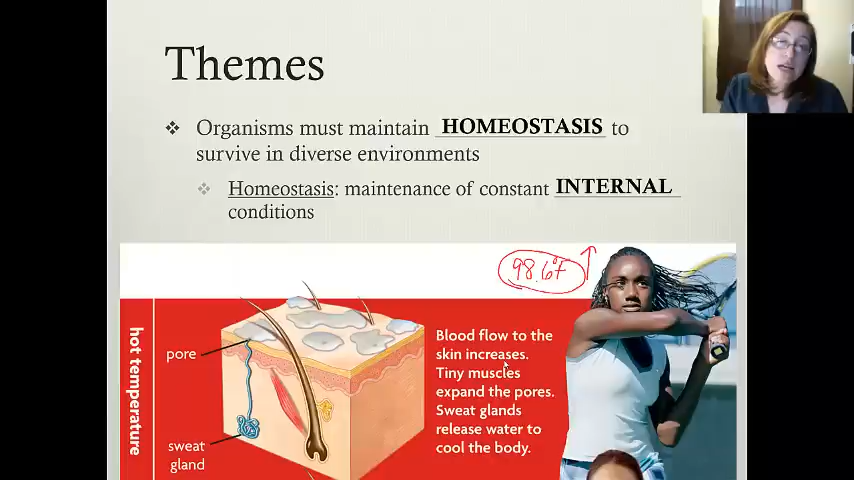 Themes
❖ Organisms must maintain HOMEOSTASIS to
survive in diverse environments
❖ Homeostasis: maintenance of constant INTERNAL
conditions
98.6°F
hot temperature
pore
sweat
gland
Blood flow to the
skin increases.
Tiny muscles
expand the pores.
Sweat glands
release water to
cool the body.